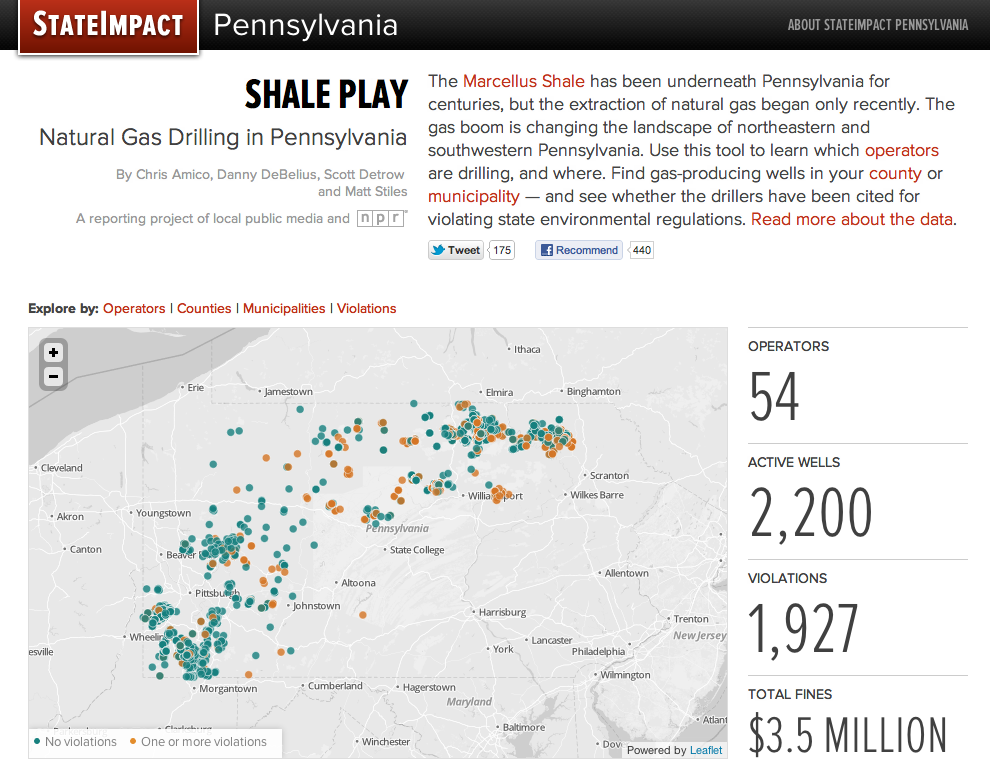 STATEIMPACT Pennsylvania
ABOUT STATEIMPACT PENNSYLVANIA
SHALE PLAY
Natural Gas Drilling in Pennsylvania
By Chris Amico, Danny DeBelius, Scott Detrow
and Matt Stiles
A reporting project of local public media and npr
The Marcellus Shale has been underneath Pennsylvania for
centuries, but the extraction of natural gas began only recently. The
gas boom is changing the landscape of northeastern and
southwestern Pennsylvania. Use this tool to learn which operators
are drilling, and where. Find gas-producing wells in your county or
municipality — and see whether the drillers have been cited for
violating state environmental regulations. Read more about the data.
Tweet 175 Recommend 440
Explore by: Operators | Counties | Municipalities | Violations
+
−
Ithaca
Erie
Jamestown
Elmira
Binghamton
Cleveland
Scranton
Wilkes Barre
Akron
Youngstown
Pennsylvania
Canton
State College
Allentown
Altoona
Johnstown
Harrisburg
Trenton
New Jersey
esville
Lancaster
York
Philadelphia
Wilmington
Morgantown
Cumberland
Hagerstown
Maryland
Baltimore
Winchester
No violations One or more violations
Powered by Leaflet
OPERATORS
54
ACTIVE WELLS
2,200
VIOLATIONS
1,927
TOTAL FINES
$3.5 MILLION